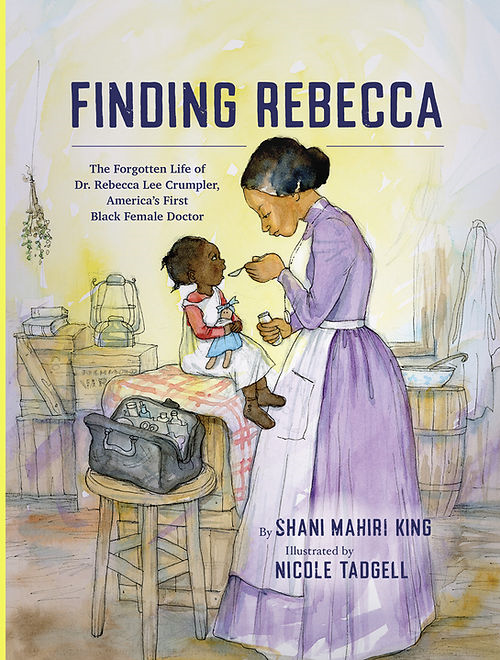 FINDING REBECCA
The Forgotten Life of
Dr. Rebecca Lee Crumpler,
America's First
Black Female Doctor
By SHANI MAHIRI KING
Illustrated by
NICOLE TADGELL